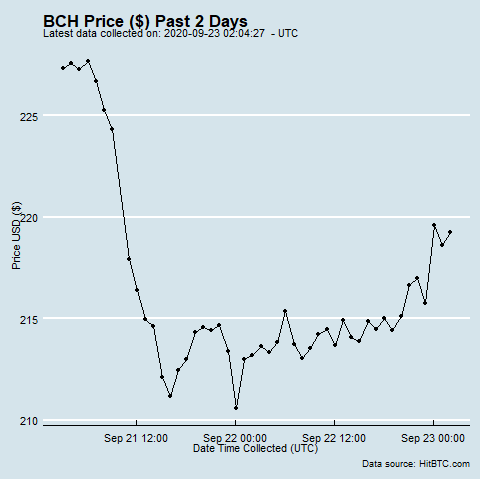 BCH Price ($) Past 2 Days
Latest data collected on: 2020-09-23 02:04:27 - UTC
225
220
215
210
Price USD ($)
Sep 21 12:00 Sep 22 00:00 Sep 22 12:00 Sep 23 00:00
Date Time Collected (UTC)
Data source: HitBTC.com